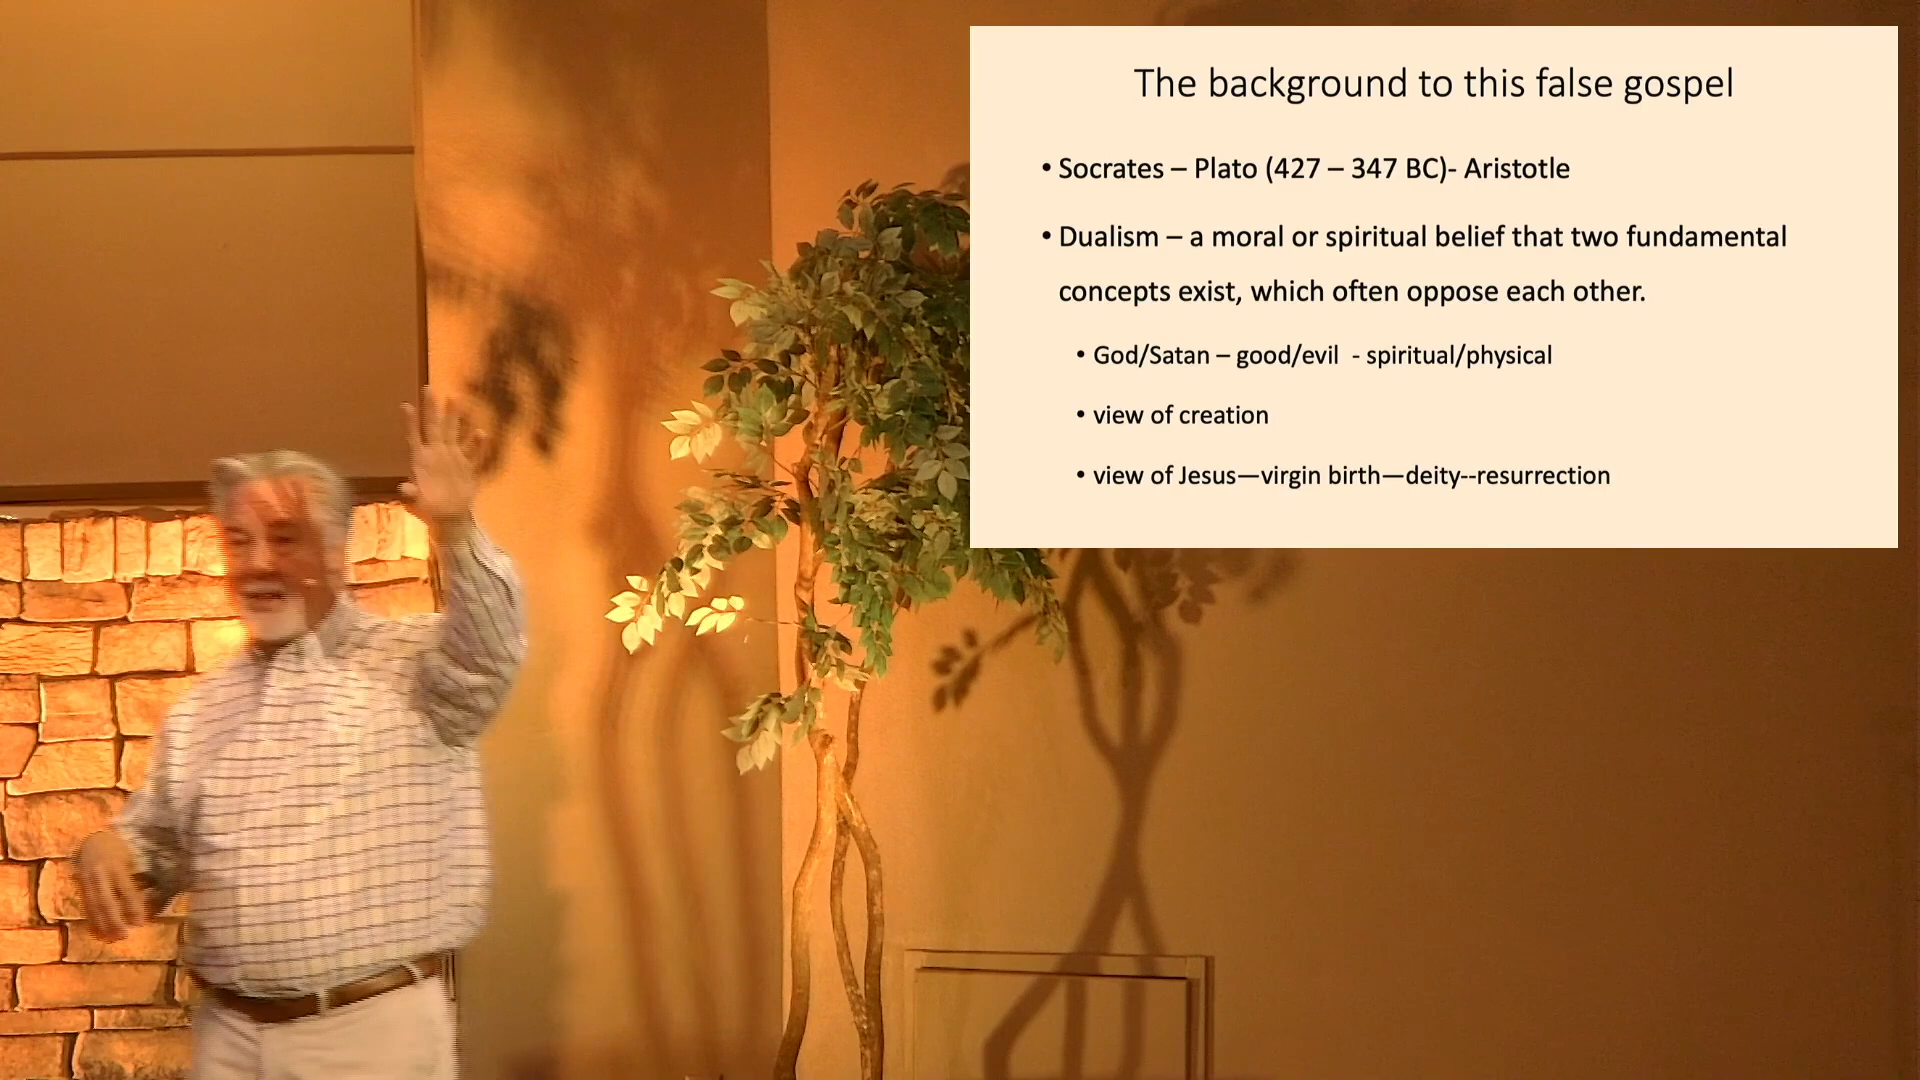 The background to this false gospel
• Socrates – Plato (427 – 347 BC)- Aristotle
• Dualism – a moral or spiritual belief that two fundamental
concepts exist, which often oppose each other.
• God/Satan – good/evil  - spiritual/physical
• view of creation
• view of Jesus—virgin birth—deity--resurrection